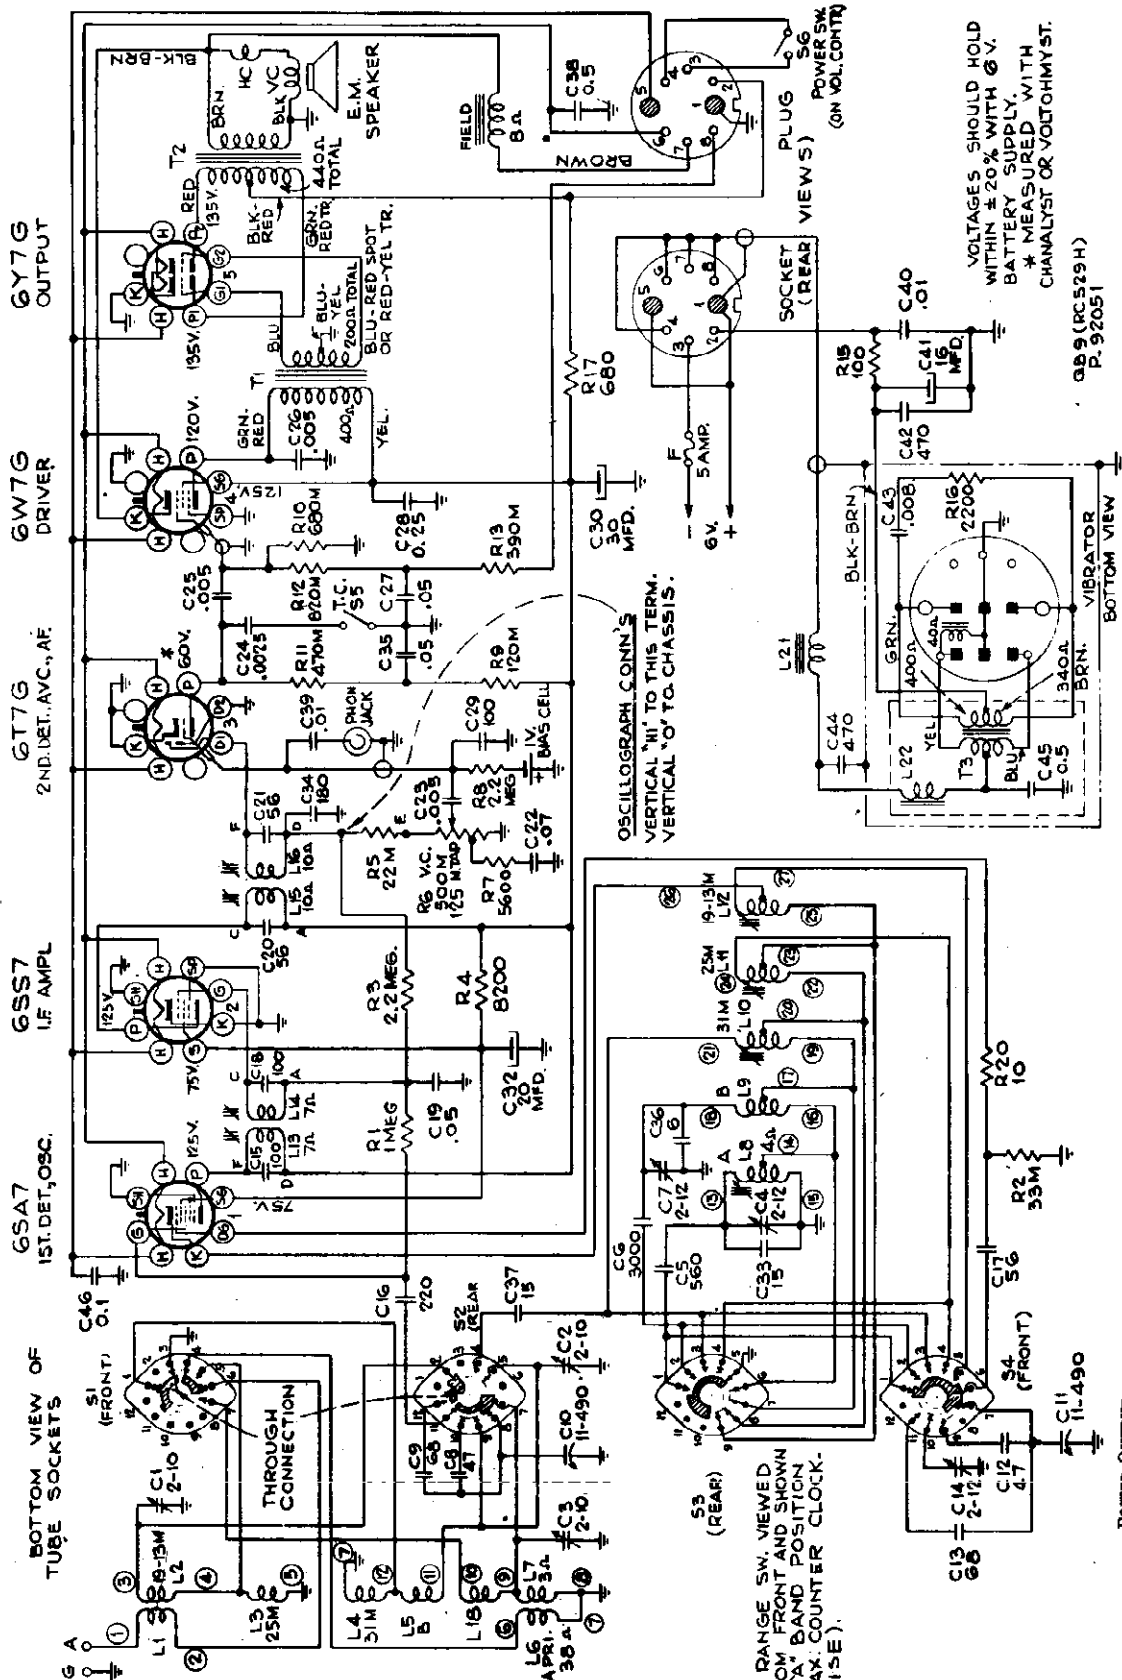 6SA7
1ST. DET, OSC.
6SS7
I.F. AMPL
6T7G
2ND. DET., AVC., AF.
6W7G
DRIVER
6Y7G
OUTPUT
BOTTOM VIEW OF
TUBE SOCKETS
C46
0.1
G A
L1
19-13M
L2
L3
25M
L4
31M
L5
B
L18
L6
A PRI.
38Ω
L7
3Ω
C1
2-10
C2
2-10
C3
2-10
C10
11-490
C9
68
C8
47
S1
(FRONT)
THROUGH
CONNECTION
S2
(REAR
C37
15
C16
220
R1
1 MEG
C19
.05
C15
100
L13
7Ω
L14
7Ω
C18
100
125V.
75V.
75V.
125V.
C32
20
MFD.
R3
2.2 MEG.
R4
8200
C20
56
L15
10Ω
L16
10Ω
C21
56
C34
180
R5
22 M
R6 V.C.
500M
125 M.TAP
R7
5600
C22
.07
C23
.005
R8
2.2
MEG
1V.
BIAS CELL
C29
100
C39
.01
PHON
JACK
* 60V.
C24
.0025
R11
470M
C35
.05
R9
120M
C25
.005
R12
820M
T.C.
S5
C27
.05
R10
680M
R13
390M
C28
0.25
125V.
120V.
GRN.
RED
C26
.005
400Ω
YEL.
T1
BLU
BLU-
YEL
200Ω TOTAL
BLU-RED SPOT
OR RED-YEL TR.
135V.
RED
135V.
BLK-
RED
GRN.
RED TR.
T2
440Ω
TOTAL
BRN.
BLK-BRN
HC
VC
BLK
E.M.
SPEAKER
FIELD
8Ω
BROWN
C38
0.5
R17
680
C30
30
MFD.
PLUG
S6
POWER SW.
(ON VOL. CONTR)
SOCKET
(REAR VIEWS)
F
5 AMP.
6V.
OSCILLOGRAPH CONN'S
VERTICAL "HI" TO THIS TERM.
VERTICAL "O" TO CHASSIS.
R15
100
C40
.01
C41
16
MFD.
C42
470
VOLTAGES SHOULD HOLD
WITHIN ± 20% WITH 6V.
BATTERY SUPPLY.
* MEASURED WITH
CHANALYST OR VOLTOHMYST.
QB9 (RC529H)
P-92051
BLK-BRN
C43
.008
R16
2200
GRN.
400Ω
40Ω
340Ω
BRN.
VIBRATOR
BOTTOM VIEW
L21
C44
470
L22
YEL
T3
BLU
C45
0.5
C6
3000
C5
560
C7
2-12
C36
6
C4
2-12
C33
15
A
L8
4Ω
B
L9
31M
L10
25M
L11
19-13M
L12
R20
10
R2
33M
C17
56
S3
(REAR)
S4
(FRONT)
C13
68
C14
2-12
C12
4.7
C11
11-490
RANGE SW. VIEWED
OM FRONT AND SHOWN
"A" BAND POSITION
AX. COUNTER CLOCK-
ISE).